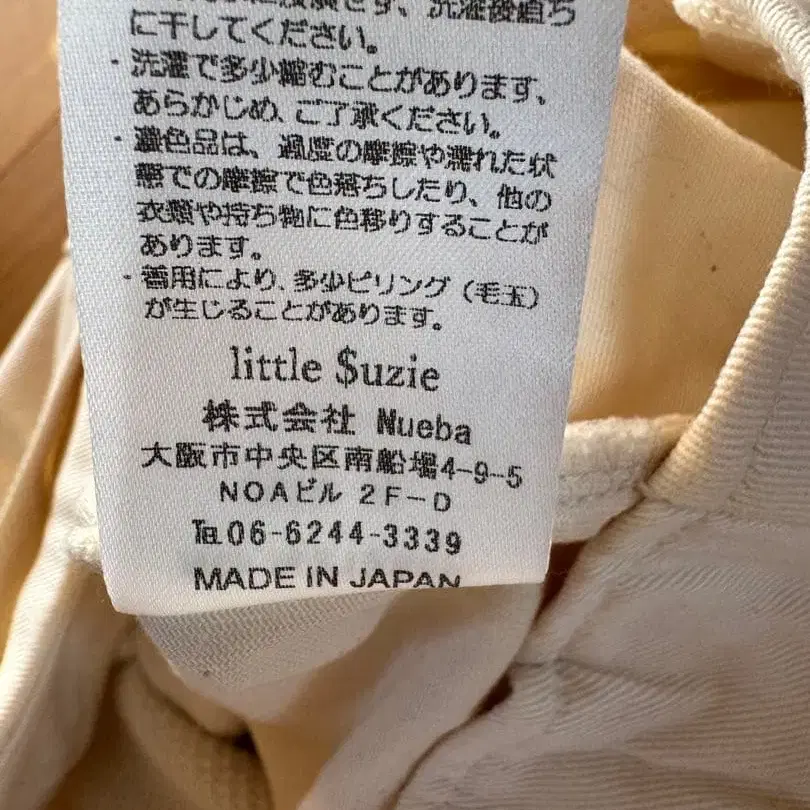 に干してください。
・洗濯で多少縮むことがあります、
あらかじめ、ご了承ください。
・濃色品は、過度の摩擦や濡れた状
態での摩擦で色落ちしたり、他の
衣類や持ち物に色移りすることが
あります。
・着用により、多少ピリング（毛玉）
が生じることがあります。
little $uzie
株式会社 Nueba
大阪市中央区南船場4-9-5
NOAビル 2F-D
℡06-6244-3339
MADE IN JAPAN